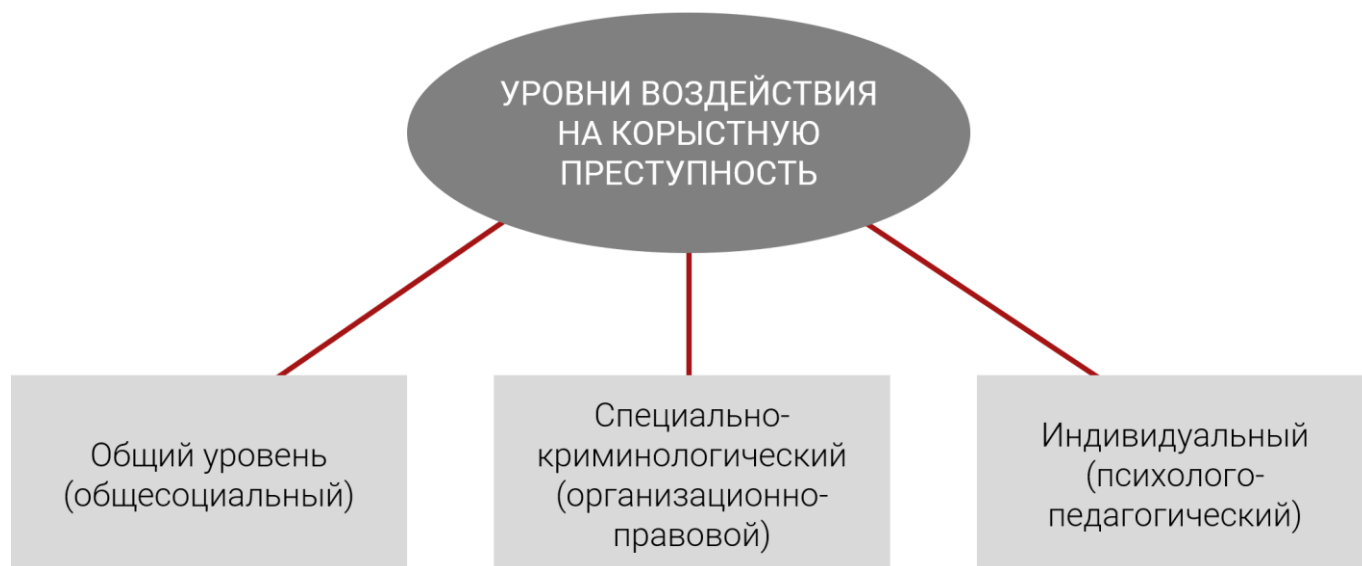 УРОВНИ ВОЗДЕЙСТВИЯ
НА КОРЫСТНУЮ
ПРЕСТУПНОСТЬ
Общий уровень
(общесоциальный)
Специально-
криминологический
(организационно-
правовой)
Индивидуальный
(психолого-
педагогический)